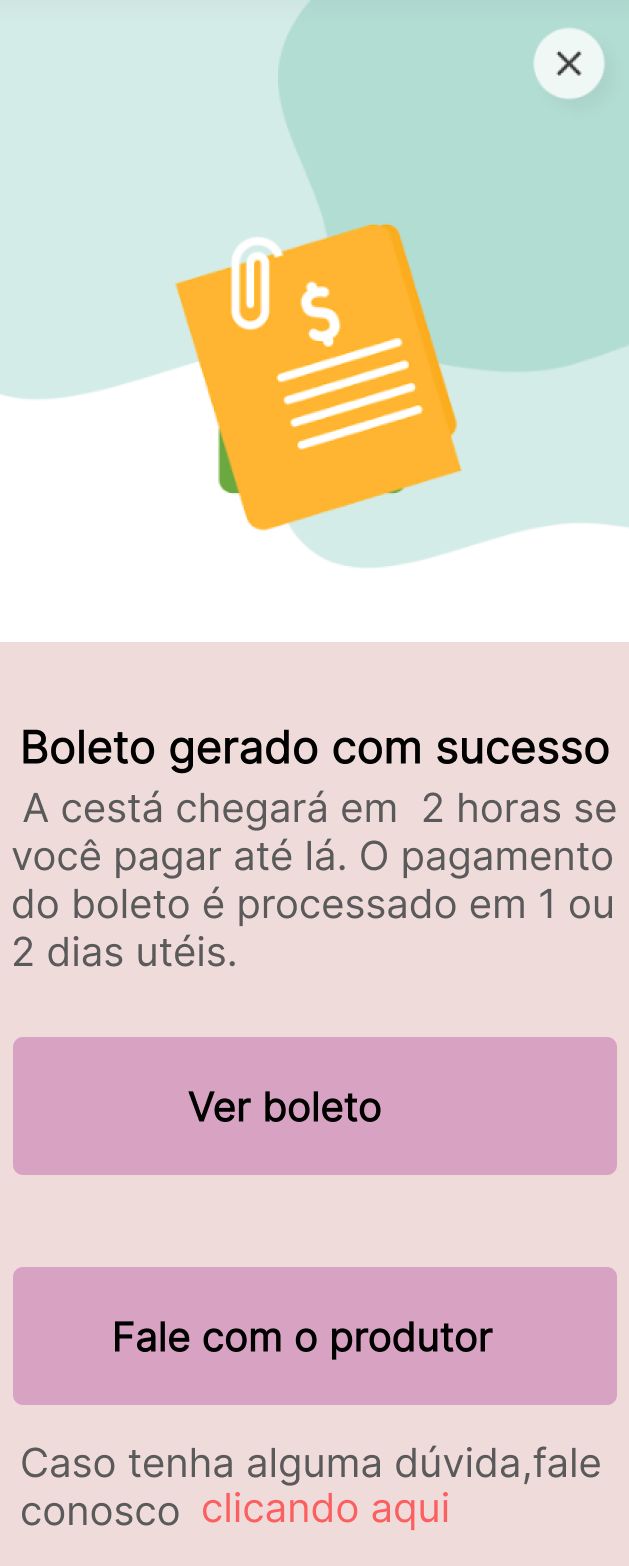 $
Boleto gerado com sucesso
A cestá chegará em 2 horas se
você pagar até lá. O pagamento
do boleto é processado em 1 ou
2 dias utéis.
Ver boleto
Fale com o produtor
Caso tenha alguma dúvida,fale
conosco clicando aqui